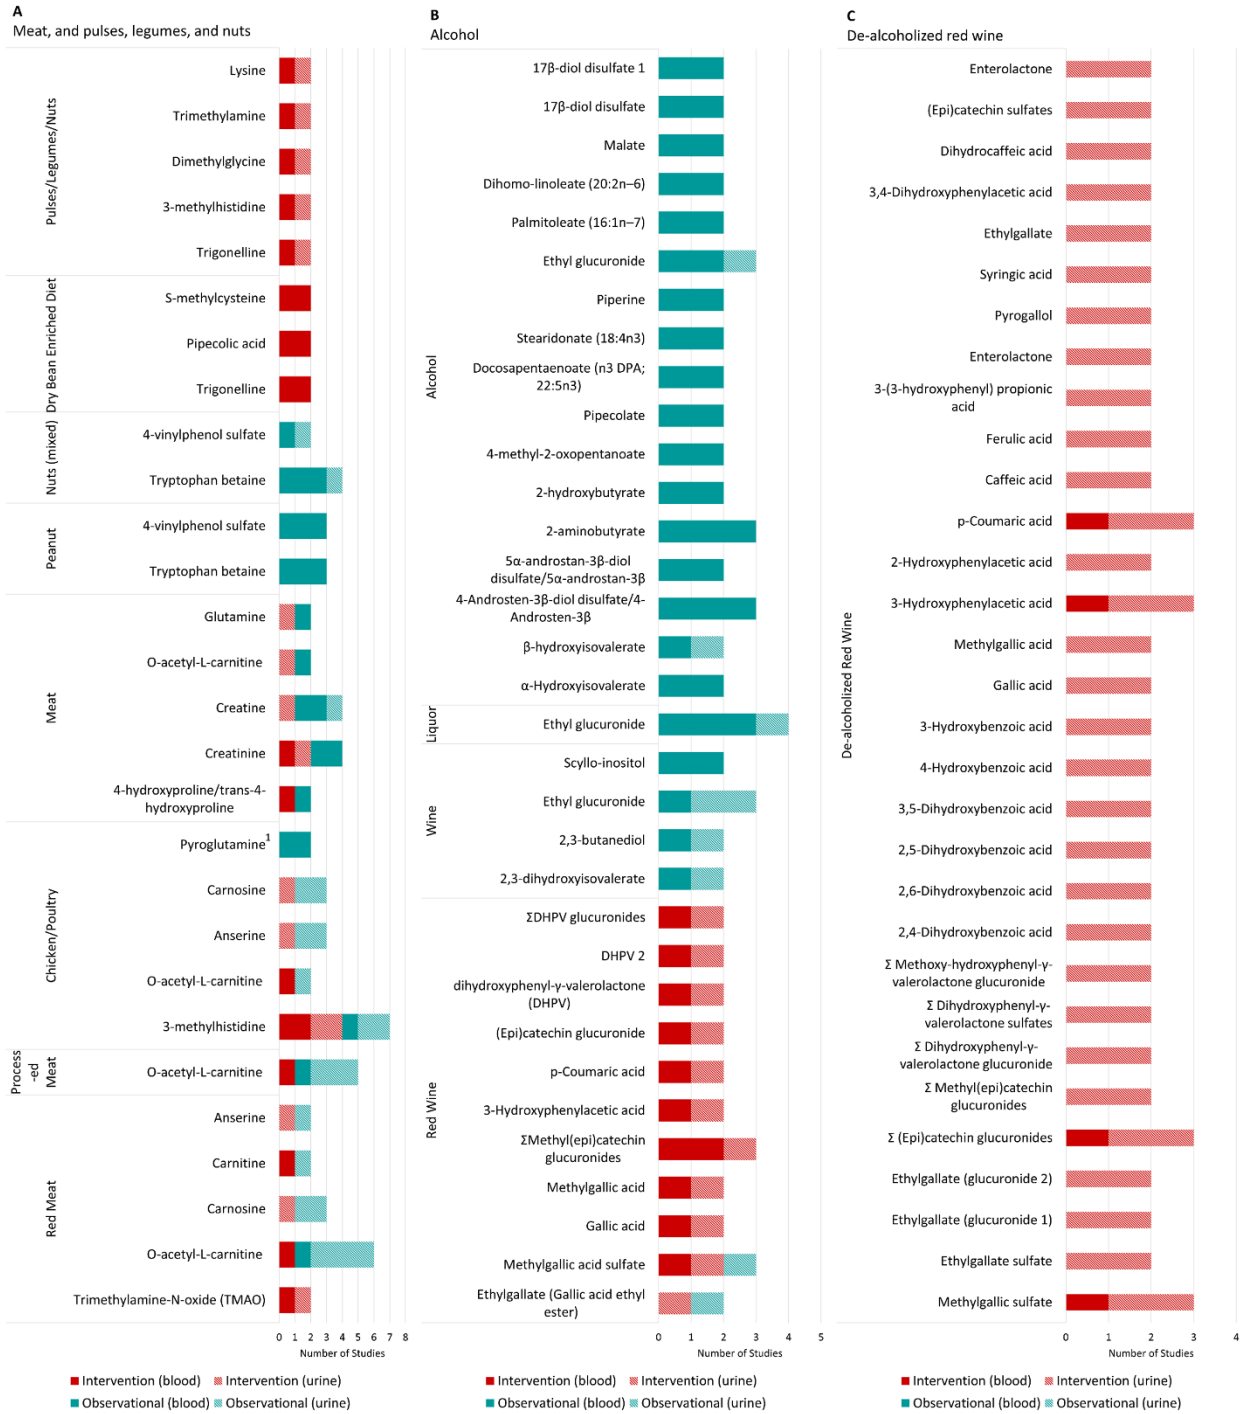 A
Meat, and pulses, legumes, and nuts
Pulses/Legumes/Nuts
Lysine
Trimethylamine
Dimethylglycine
3-methylhistidine
Trigonelline
Dry Bean Enriched Diet
S-methylcysteine
Pipecolic acid
Trigonelline
Nuts (mixed)
4-vinylphenol sulfate
Tryptophan betaine
Peanut
4-vinylphenol sulfate
Tryptophan betaine
Meat
Glutamine
O-acetyl-L-carnitine
Creatine
Creatinine
4-hydroxyproline/trans-4-
hydroxyproline
Chicken/Poultry
Pyroglutamine1
Carnosine
Anserine
O-acetyl-L-carnitine
3-methylhistidine
Process
-ed
Meat
O-acetyl-L-carnitine
Red Meat
Anserine
Carnitine
Carnosine
O-acetyl-L-carnitine
Trimethylamine-N-oxide (TMAO)
0 1 2 3 4 5 6 7 8
Number of Studies
Intervention (blood) Intervention (urine)
Observational (blood) Observational (urine)
B
Alcohol
Alcohol
17β-diol disulfate 1
17β-diol disulfate
Malate
Dihomo-linoleate (20:2n–6)
Palmitoleate (16:1n–7)
Ethyl glucuronide
Piperine
Stearidonate (18:4n3)
Docosapentaenoate (n3 DPA;
22:5n3)
Pipecolate
4-methyl-2-oxopentanoate
2-hydroxybutyrate
2-aminobutyrate
5α-androstan-3β-diol
disulfate/5α-androstan-3β
4-Androsten-3β-diol disulfate/4-
Androsten-3β
β-hydroxyisovalerate
α-Hydroxyisovalerate
Liquor
Ethyl glucuronide
Wine
Scyllo-inositol
Ethyl glucuronide
2,3-butanediol
2,3-dihydroxyisovalerate
Red Wine
ΣDHPV glucuronides
DHPV 2
dihydroxyphenyl-γ-valerolactone
(DHPV)
(Epi)catechin glucuronide
p-Coumaric acid
3-Hydroxyphenylacetic acid
ΣMethyl(epi)catechin
glucuronides
Methylgallic acid
Gallic acid
Methylgallic acid sulfate
Ethylgallate (Gallic acid ethyl
ester)
0 1 2 3 4 5
Number of Studies
Intervention (blood) Intervention (urine)
Observational (blood) Observational (urine)
C
De-alcoholized red wine
De-alcoholized Red Wine
Enterolactone
(Epi)catechin sulfates
Dihydrocaffeic acid
3,4-Dihydroxyphenylacetic acid
Ethylgallate
Syringic acid
Pyrogallol
Enterolactone
3-(3-hydroxyphenyl) propionic
acid
Ferulic acid
Caffeic acid
p-Coumaric acid
2-Hydroxyphenylacetic acid
3-Hydroxyphenylacetic acid
Methylgallic acid
Gallic acid
3-Hydroxybenzoic acid
4-Hydroxybenzoic acid
3,5-Dihydroxybenzoic acid
2,5-Dihydroxybenzoic acid
2,6-Dihydroxybenzoic acid
2,4-Dihydroxybenzoic acid
Σ Methoxy-hydroxyphenyl-γ-
valerolactone glucuronide
Σ Dihydroxyphenyl-γ-
valerolactone sulfates
Σ Dihydroxyphenyl-γ-
valerolactone glucuronide
Σ Methyl(epi)catechin
glucuronides
Σ (Epi)catechin glucuronides
Ethylgallate (glucuronide 2)
Ethylgallate (glucuronide 1)
Ethylgallate sulfate
Methylgallic sulfate
0 1 2 3 4
Number of Studies
Intervention (blood) Intervention (urine)
Observational (blood) Observational (urine)